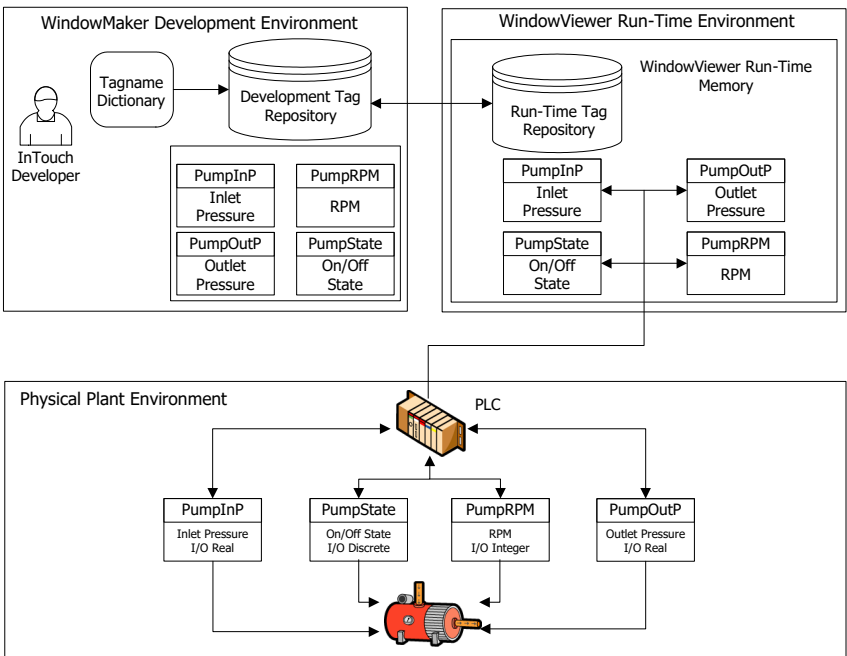 WindowMaker Development Environment
Tagname
Dictionary
Development Tag
Repository
InTouch
Developer
PumpInP
Inlet
Pressure
PumpRPM
RPM
PumpOutP
Outlet
Pressure
PumpState
On/Off
State
WindowViewer Run-Time Environment
WindowViewer Run-Time
Memory
Run-Time Tag
Repository
PumpInP
Inlet
Pressure
PumpOutP
Outlet
Pressure
PumpState
On/Off
State
PumpRPM
RPM
Physical Plant Environment
PLC
PumpInP
Inlet Pressure
I/O Real
PumpState
On/Off State
I/O Discrete
PumpRPM
RPM
I/O Integer
PumpOutP
Outlet Pressure
I/O Real